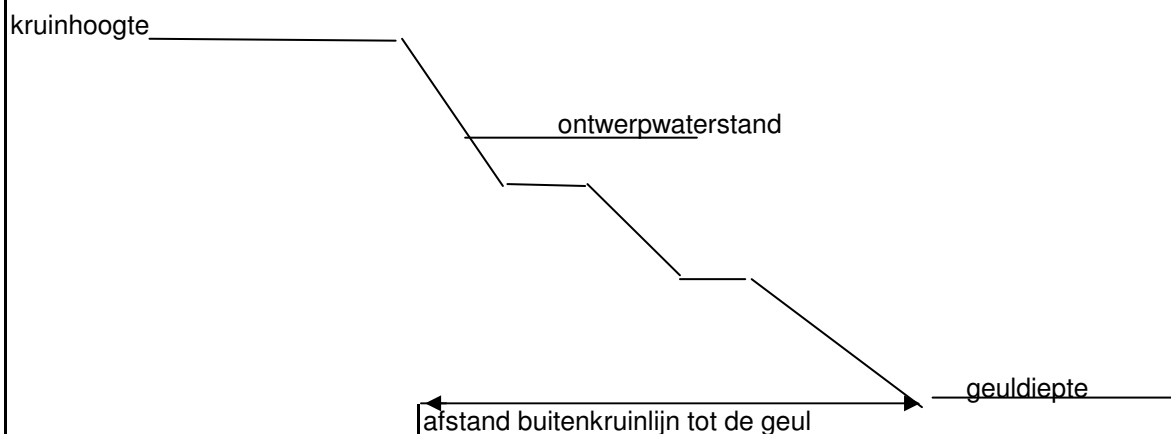 kruinhoogte
ontwerpwaterstand
geuldiepte
afstand buitenkruinlijn tot de geul